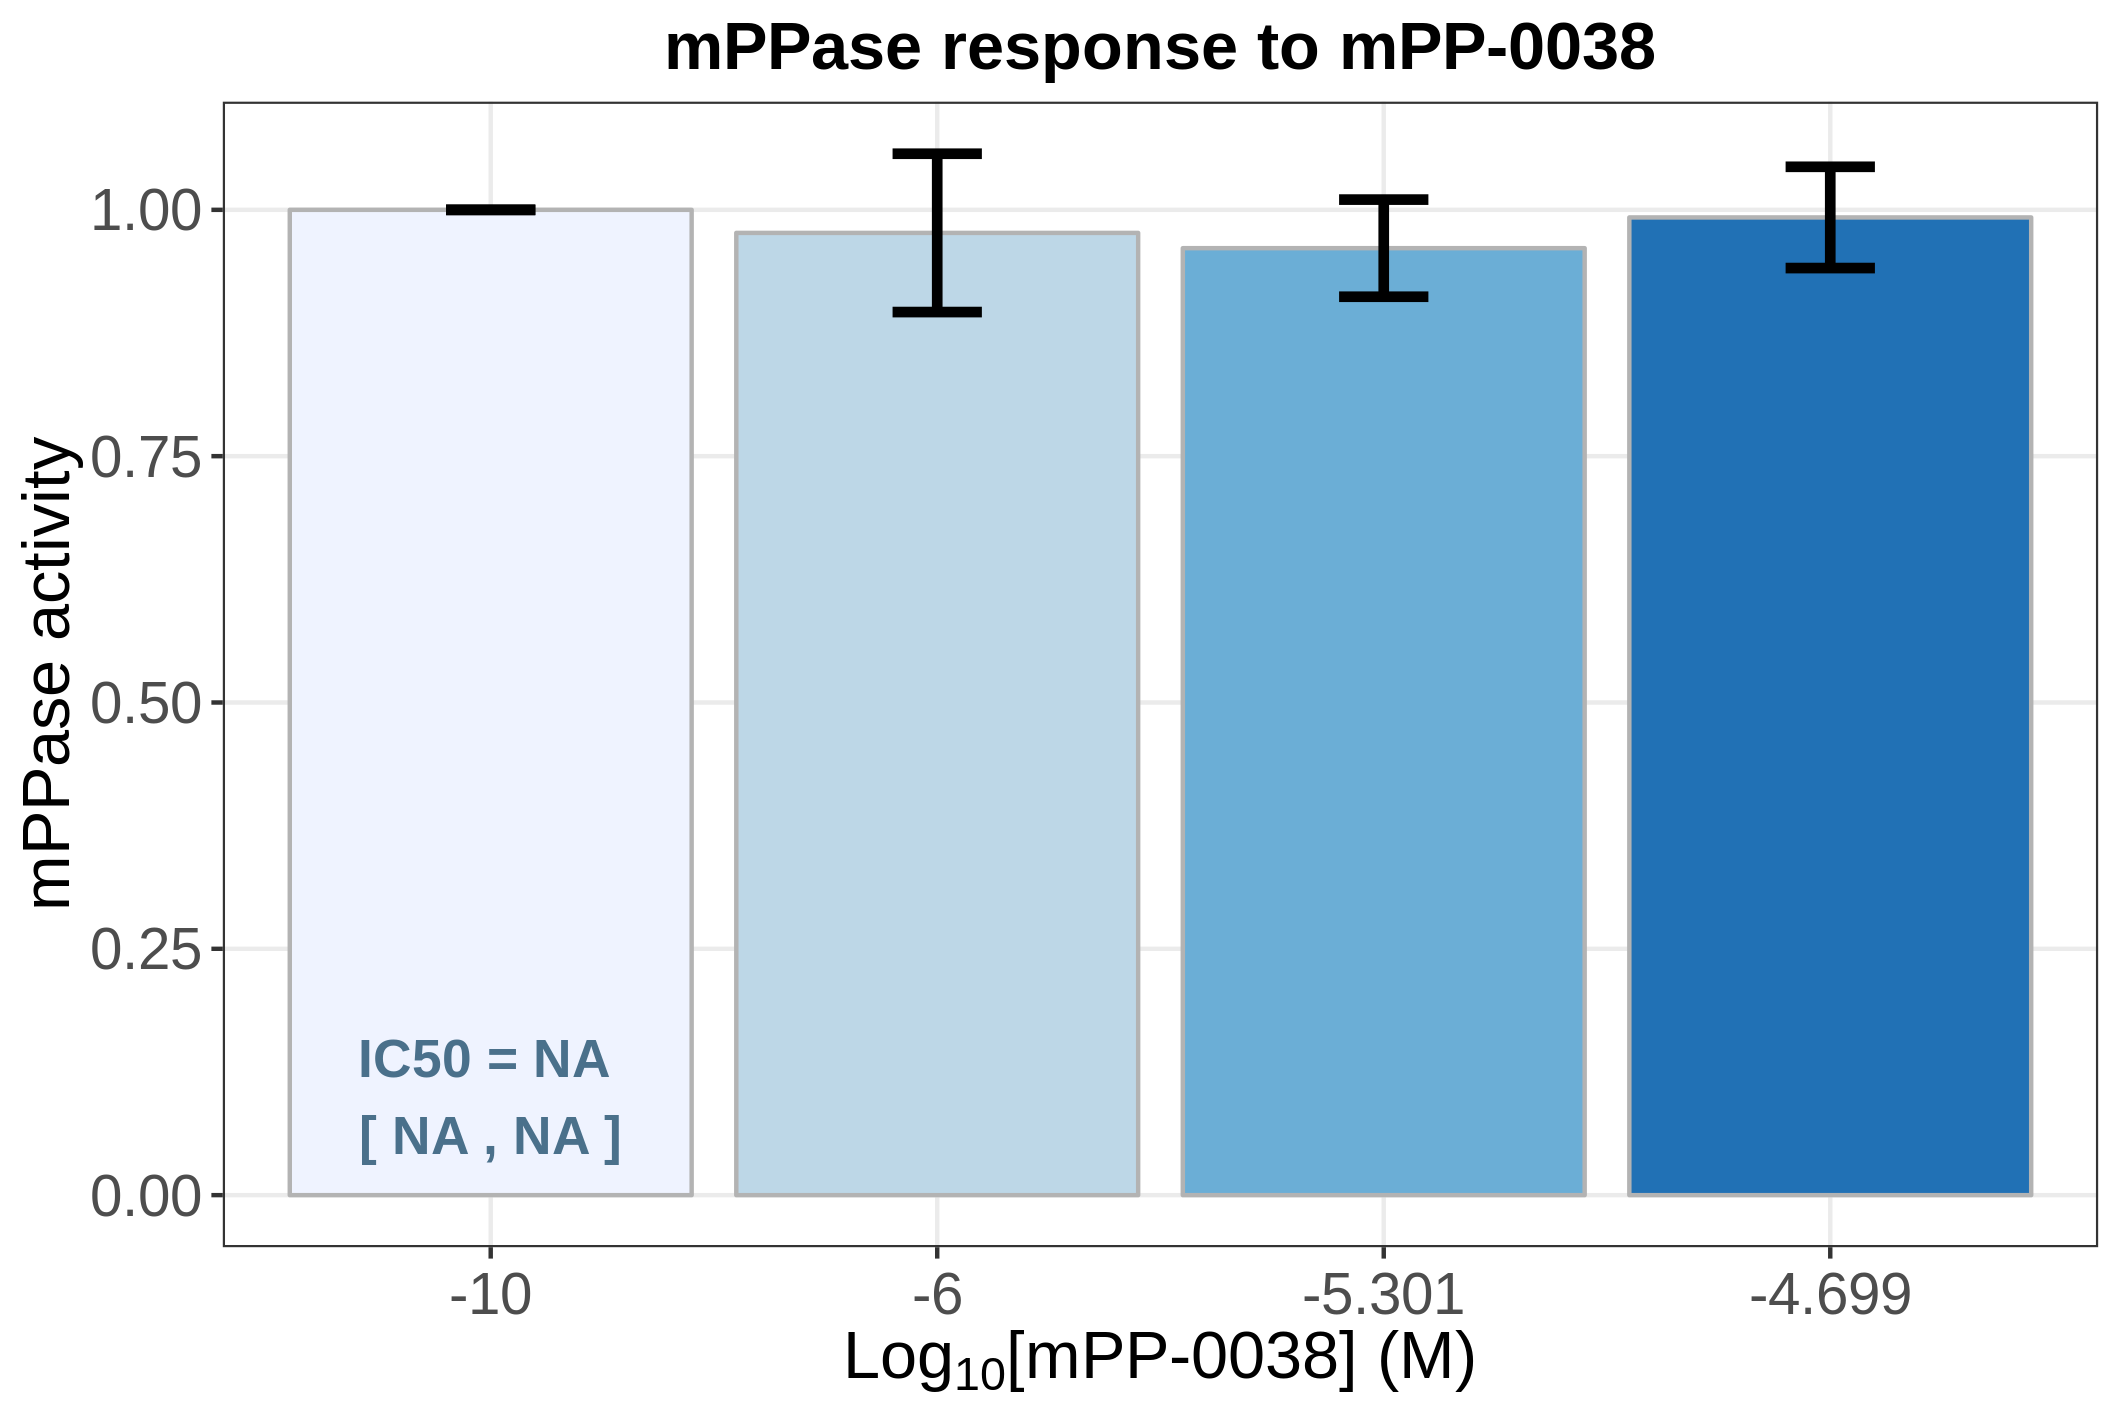 mPPase response to mPP-0038
mPPase activity
1.00
0.75
0.50
0.25
0.00
IC50 = NA
[ NA , NA ]
-10
-6
-5.301
-4.699
Log₁₀[mPP-0038] (M)